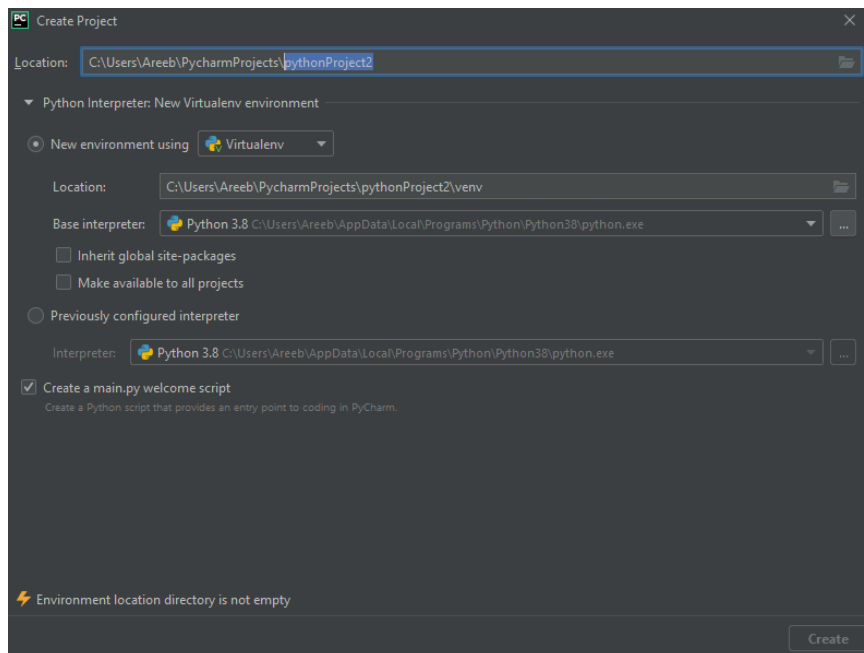 PC Create Project
Location: C:\Users\Areeb\PycharmProjects\pythonProject2
Python Interpreter: New Virtualenv environment
New environment using Virtualenv
Location: C:\Users\Areeb\PycharmProjects\pythonProject2\venv
Base interpreter: Python 3.8 C:\Users\Areeb\AppData\Local\Programs\Python\Python38\python.exe ...
Inherit global site-packages
Make available to all projects
Previously configured interpreter
Interpreter: Python 3.8 C:\Users\Areeb\AppData\Local\Programs\Python\Python38\python.exe ...
Create a main.py welcome script
Create a Python script that provides an entry point to coding in PyCharm.
Environment location directory is not empty
Create